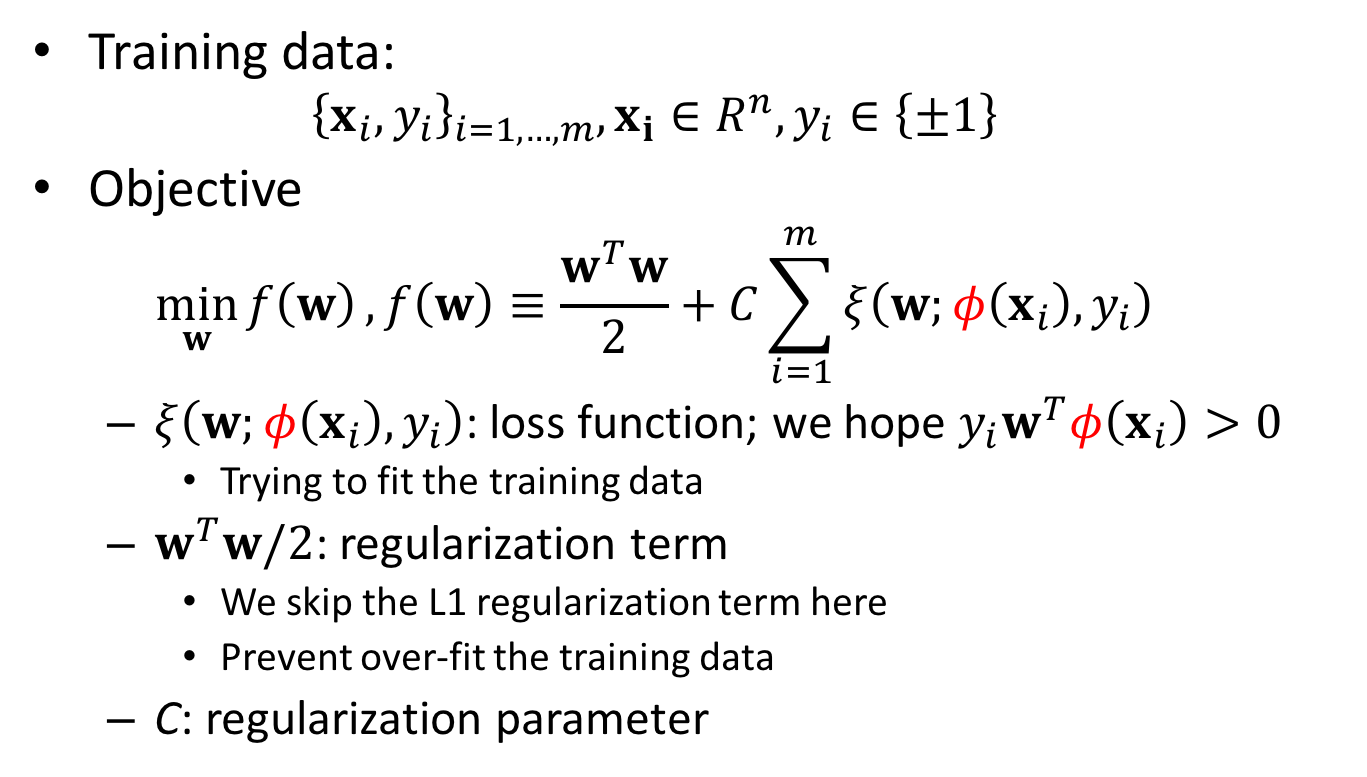 • Training data:
{𝐱ᵢ, yᵢ}ᵢ₌₁,…,ₘ, 𝐱ᵢ ∈ Rⁿ, yᵢ ∈ {±1}
• Objective
min_𝐰 f(𝐰), f(𝐰) ≡ 𝐰ᵀ𝐰/2 + C ∑_{i=1}^{m} ξ(𝐰; ϕ(𝐱ᵢ), yᵢ)
– ξ(𝐰; ϕ(𝐱ᵢ), yᵢ): loss function; we hope yᵢ𝐰ᵀϕ(𝐱ᵢ) > 0
• Trying to fit the training data
– 𝐰ᵀ𝐰/2: regularization term
• We skip the L1 regularization term here
• Prevent over-fit the training data
– C: regularization parameter